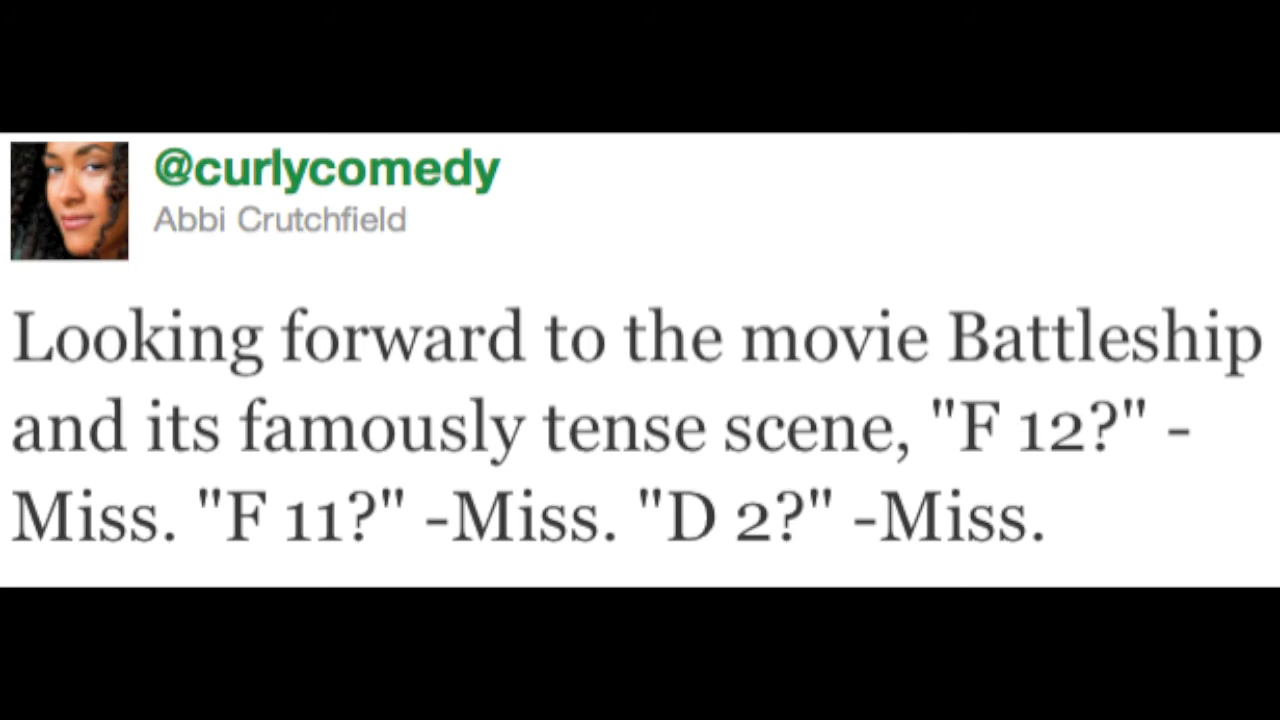 @curlycomedy
Abbi Crutchfield
Looking forward to the movie Battleship
and its famously tense scene, "F 12?" -
Miss. "F 11?" -Miss. "D 2?" -Miss.